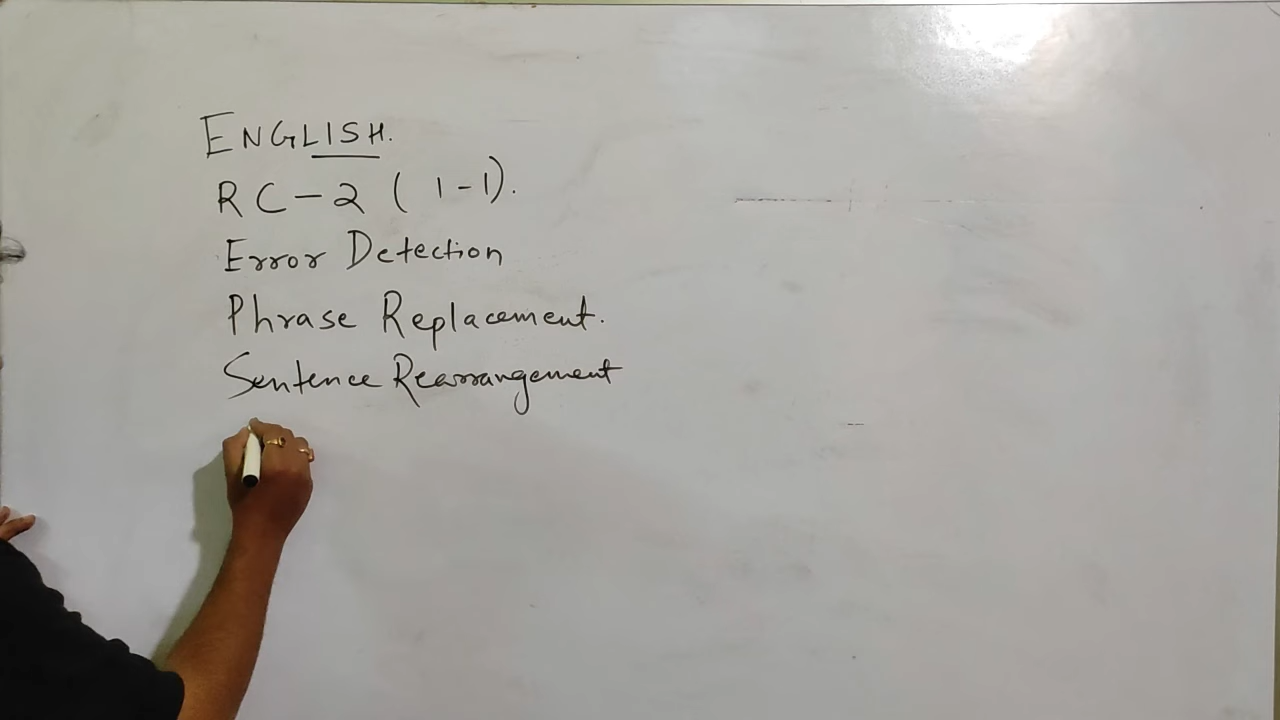 ENGLISH.
RC-2 ( 1-1).
Error Detection
Phrase Replacement.
Sentence Rearrangement